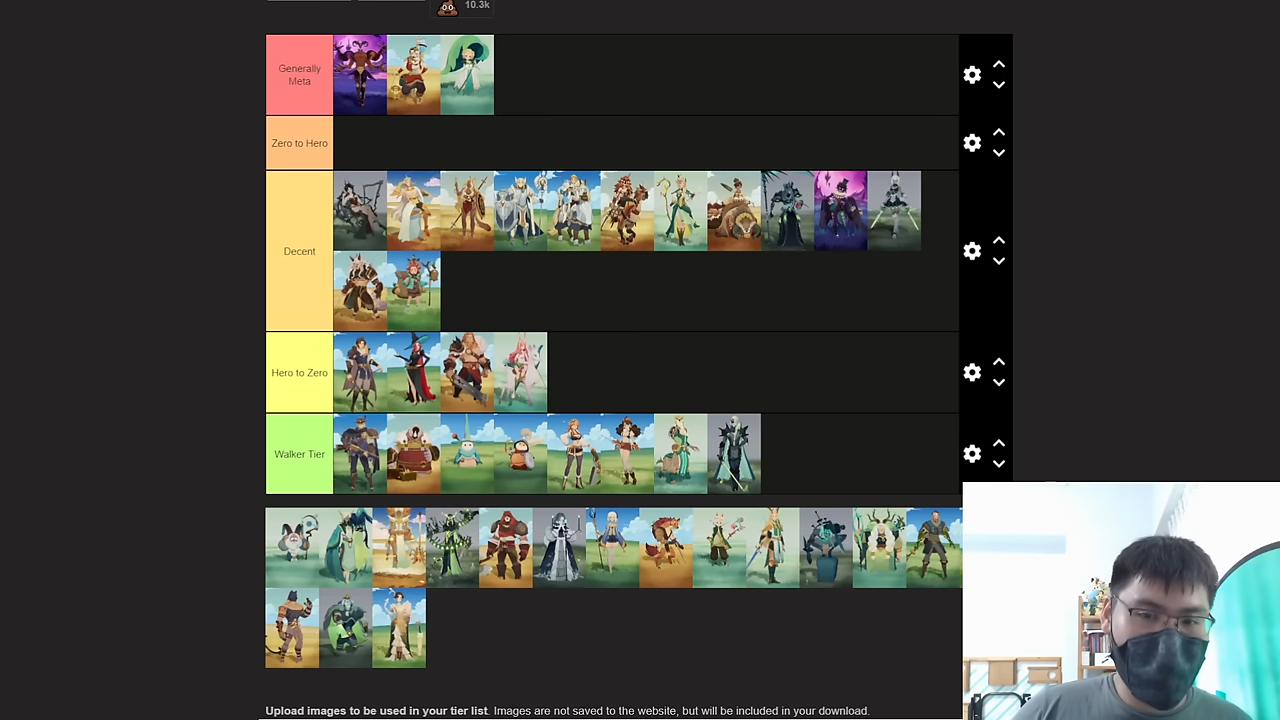 10.3k
Generally
Meta
Zero to Hero
Decent
Hero to Zero
Walker Tier
Upload images to be used in your tier list. Images are not saved to the website, but will be included in your download.